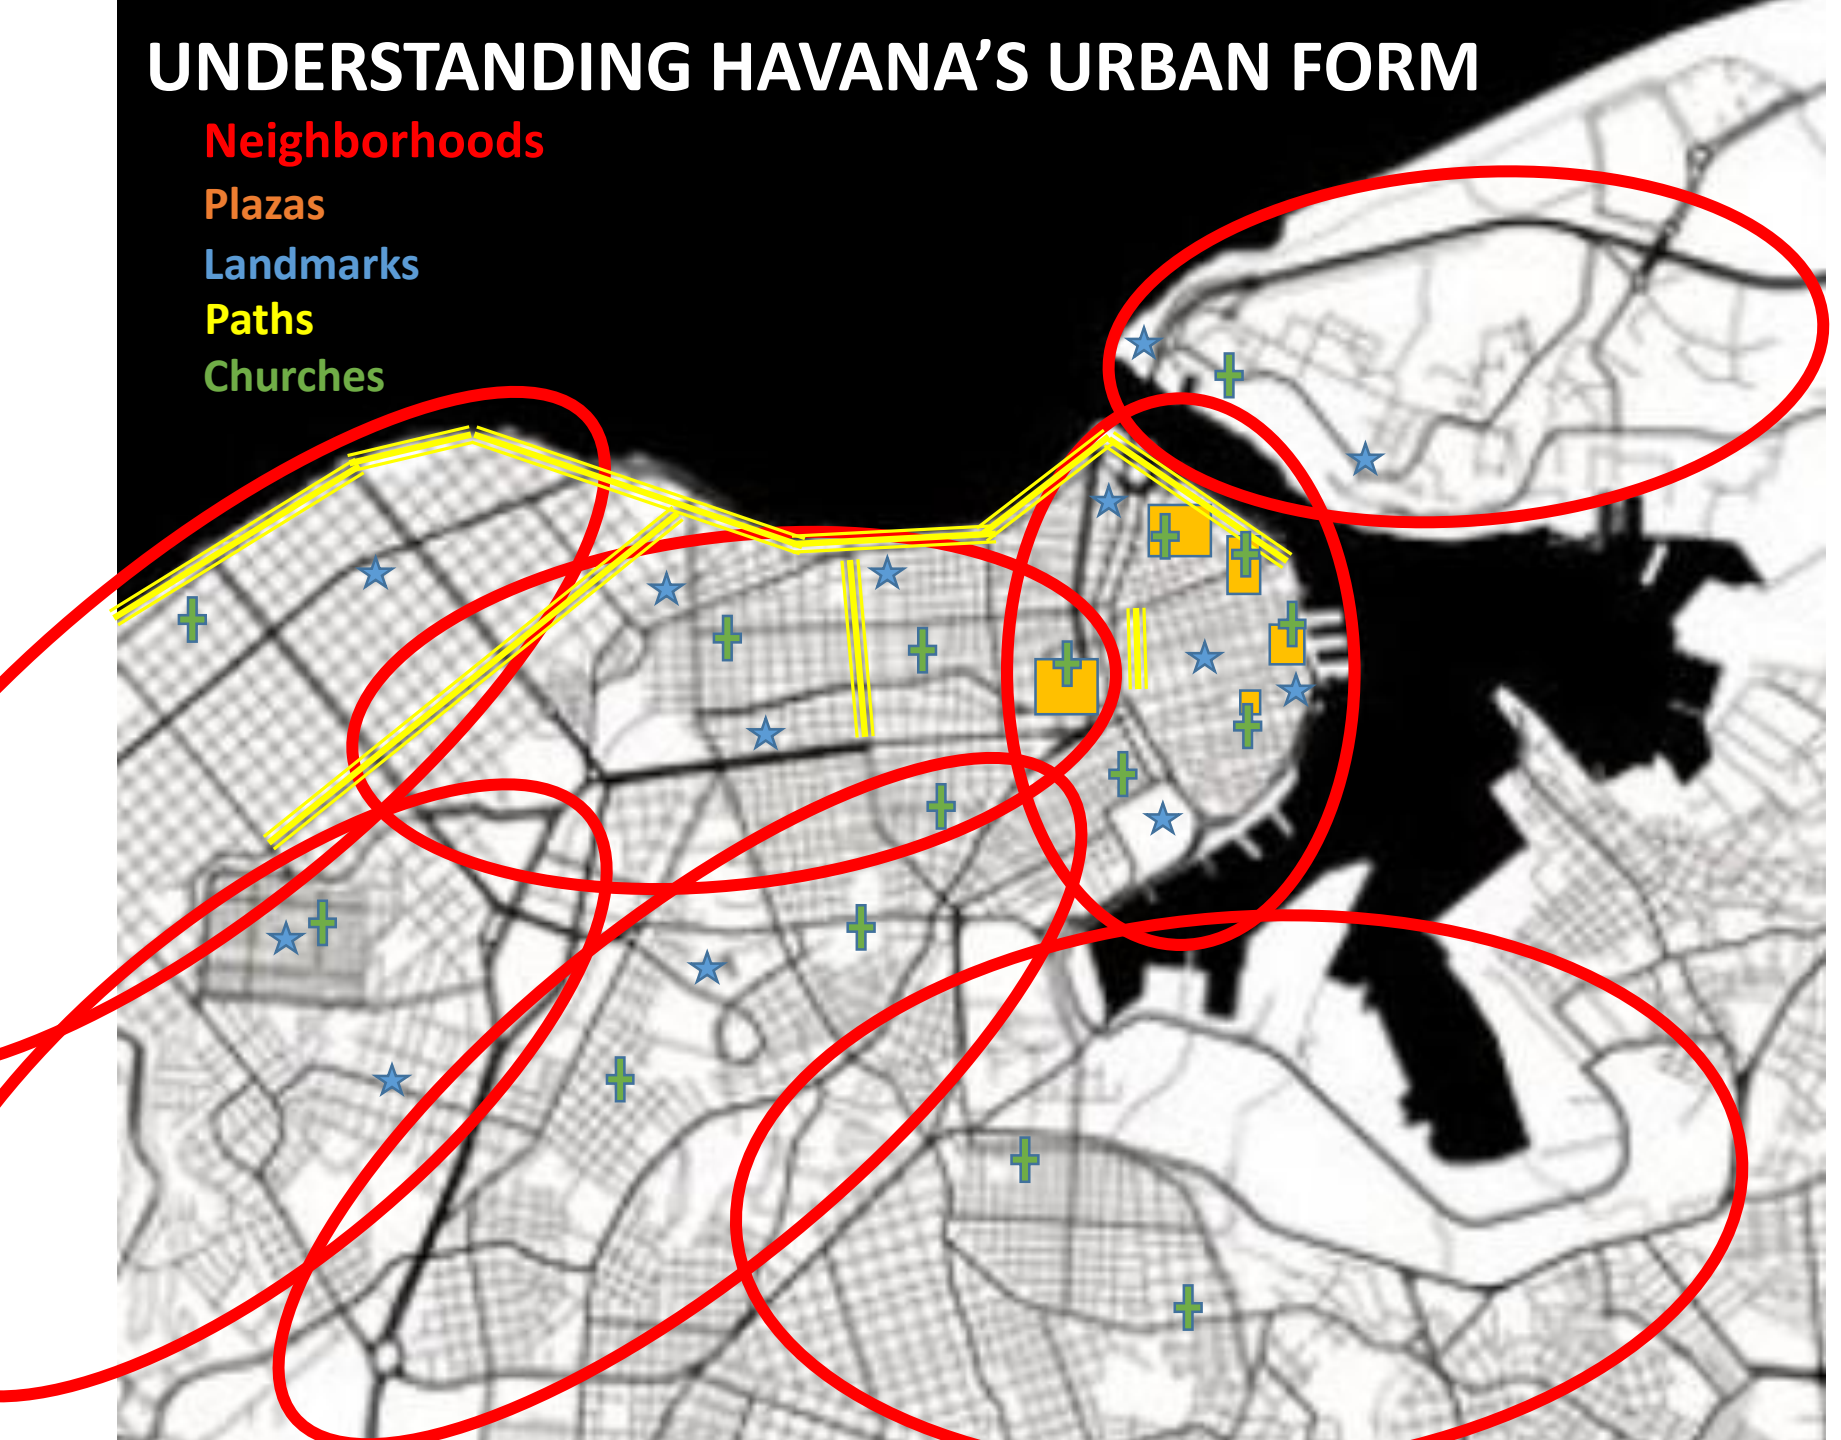 UNDERSTANDING HAVANA’S URBAN FORM
Neighborhoods
Plazas
Landmarks
Paths
Churches